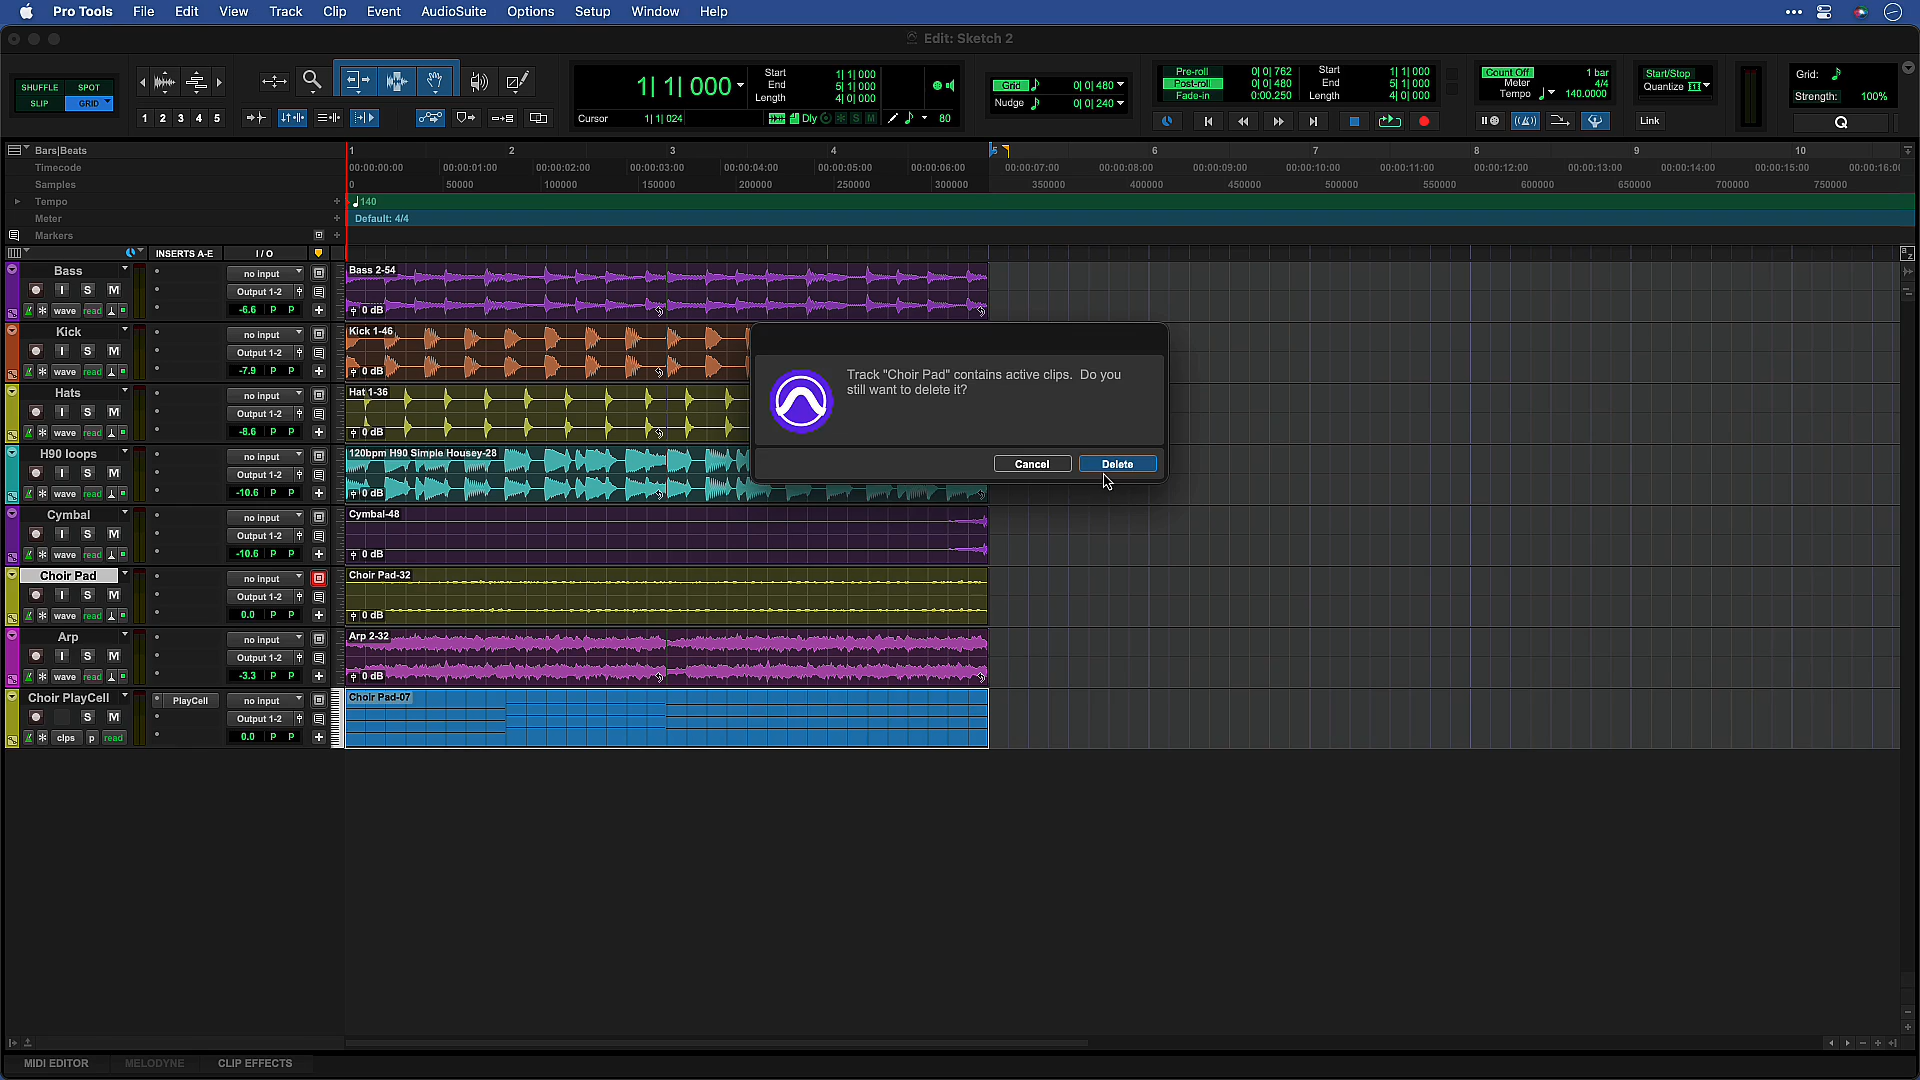 Pro Tools File Edit View Track Clip Event AudioSuite Options Setup Window Help
Edit: Sketch 2
SHUFFLE SPOT
SLIP GRID
1 2 3 4 5
1| 1| 000
Start 1| 1| 000
End 5| 1| 000
Length 4| 0| 000
Cursor 1| 1| 024
Dly S M 80
Grid 0| 0| 480
Nudge 0| 0| 240
Pre-roll 0| 0| 762
Post-roll 0| 0| 480
Fade-in 0:00.250
Start 1| 1| 000
End 5| 1| 000
Length 4| 0| 000
Count Off 1 bar
Meter 4/4
Tempo 140.0000
Start/Stop
Quantize
Link
Grid:
Strength: 100%
Q
Bars|Beats 1 2 3 4 5 6 7 8 9 10
Timecode 00:00:00:00 00:00:01:00 00:00:02:00 00:00:03:00 00:00:04:00 00:00:05:00 00:00:06:00 00:00:07:00 00:00:08:00 00:00:09:00 00:00:10:00 00:00:11:00 00:00:12:00 00:00:13:00 00:00:14:00 00:00:15:00 00:00:16:0
Samples 0 50000 100000 150000 200000 250000 300000 350000 400000 450000 500000 550000 600000 650000 700000 750000
Tempo 140
Meter Default: 4/4
Markers
INSERTS A-E I / O
Bass no input Bass 2-54
I S M Output 1-2
wave read -6.6 P P 0 dB
Kick no input Kick 1-46
I S M Output 1-2
wave read -7.9 P P 0 dB
Hats no input Hat 1-36
I S M Output 1-2
wave read -8.6 P P 0 dB
H90 loops no input 120bpm H90 Simple Housey-28
I S M Output 1-2
wave read -10.6 P P 0 dB
Cymbal no input Cymbal-48
I S M Output 1-2
wave read -10.6 P P 0 dB
Choir Pad no input Choir Pad-32
I S M Output 1-2
wave read 0.0 P P 0 dB
Arp no input Arp 2-32
I S M Output 1-2
wave read -3.3 P P 0 dB
Choir PlayCell PlayCell no input Choir Pad-07
S M Output 1-2
clps p read 0.0 P P
Track "Choir Pad" contains active clips. Do you
still want to delete it?
Cancel Delete
MIDI EDITOR MELODYNE CLIP EFFECTS